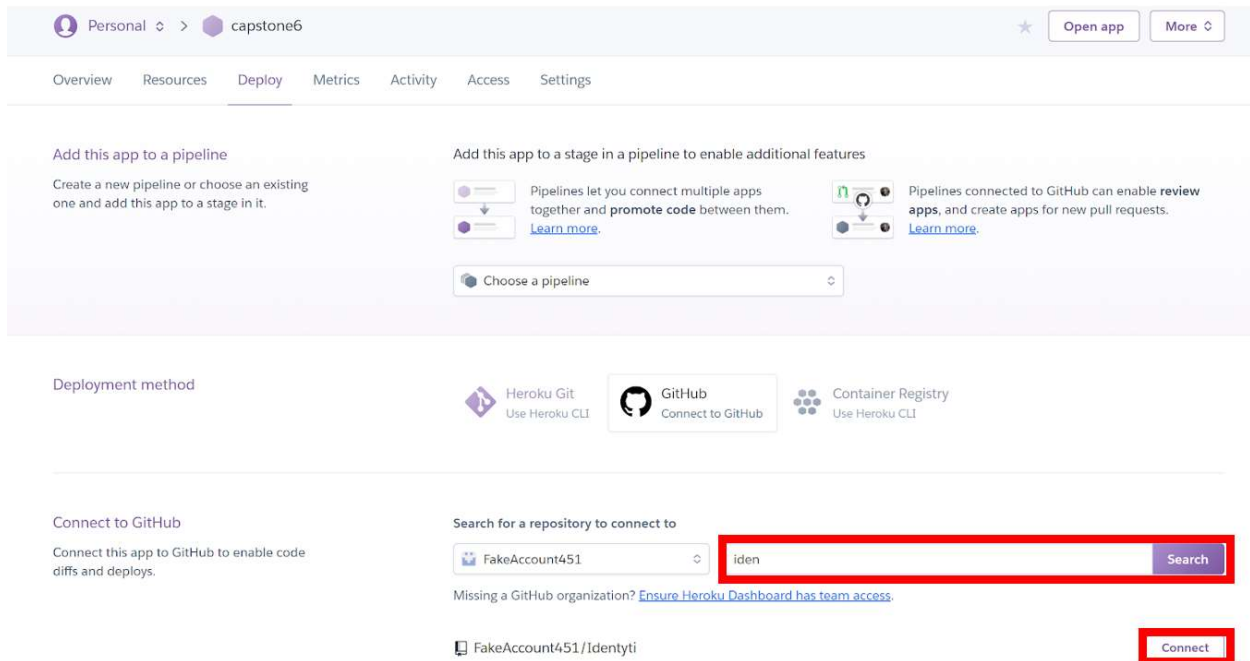 Personal > capstone6
Open app
More
Overview Resources Deploy Metrics Activity Access Settings
Add this app to a pipeline
Create a new pipeline or choose an existing
one and add this app to a stage in it.
Add this app to a stage in a pipeline to enable additional features
Pipelines let you connect multiple apps
together and promote code between them.
Learn more.
Pipelines connected to GitHub can enable review
apps, and create apps for new pull requests.
Learn more.
Choose a pipeline
Deployment method
Heroku Git
Use Heroku CLI
GitHub
Connect to GitHub
Container Registry
Use Heroku CLI
Connect to GitHub
Connect this app to GitHub to enable code
diffs and deploys.
Search for a repository to connect to
FakeAccount451
iden
Search
Missing a GitHub organization? Ensure Heroku Dashboard has team access.
FakeAccount451/Identyti
Connect